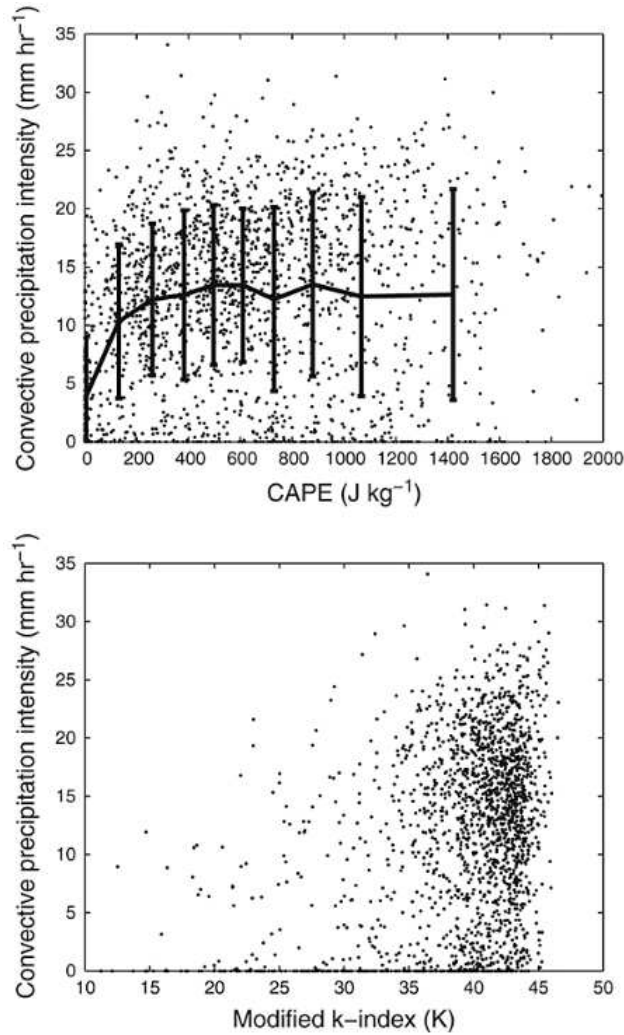 35
30
25
20
15
10
5
0
Convective precipitation intensity (mm hr⁻¹)
0 200 400 600 800 1000 1200 1400 1600 1800 2000
CAPE (J kg⁻¹)
35
30
25
20
15
10
5
0
Convective precipitation intensity (mm hr⁻¹)
10 15 20 25 30 35 40 45 50
Modified k-index (K)